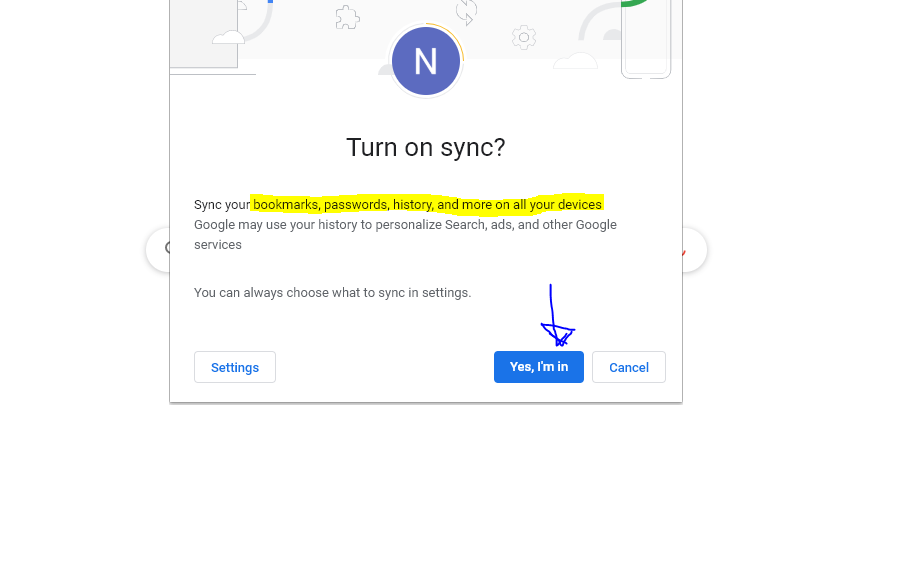 N
Turn on sync?
Sync your bookmarks, passwords, history, and more on all your devices
Google may use your history to personalize Search, ads, and other Google
services
You can always choose what to sync in settings.
Settings
Yes, I'm in
Cancel